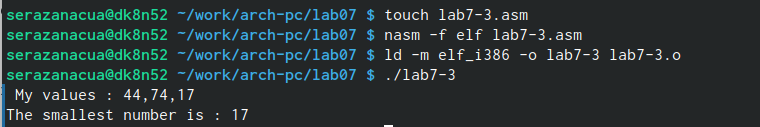 serazanacua@dk8n52 ~/work/arch-pc/lab07 $ touch lab7-3.asm
serazanacua@dk8n52 ~/work/arch-pc/lab07 $ nasm -f elf lab7-3.asm
serazanacua@dk8n52 ~/work/arch-pc/lab07 $ ld -m elf_i386 -o lab7-3 lab7-3.o
serazanacua@dk8n52 ~/work/arch-pc/lab07 $ ./lab7-3
My values : 44,74,17
The smallest number is : 17